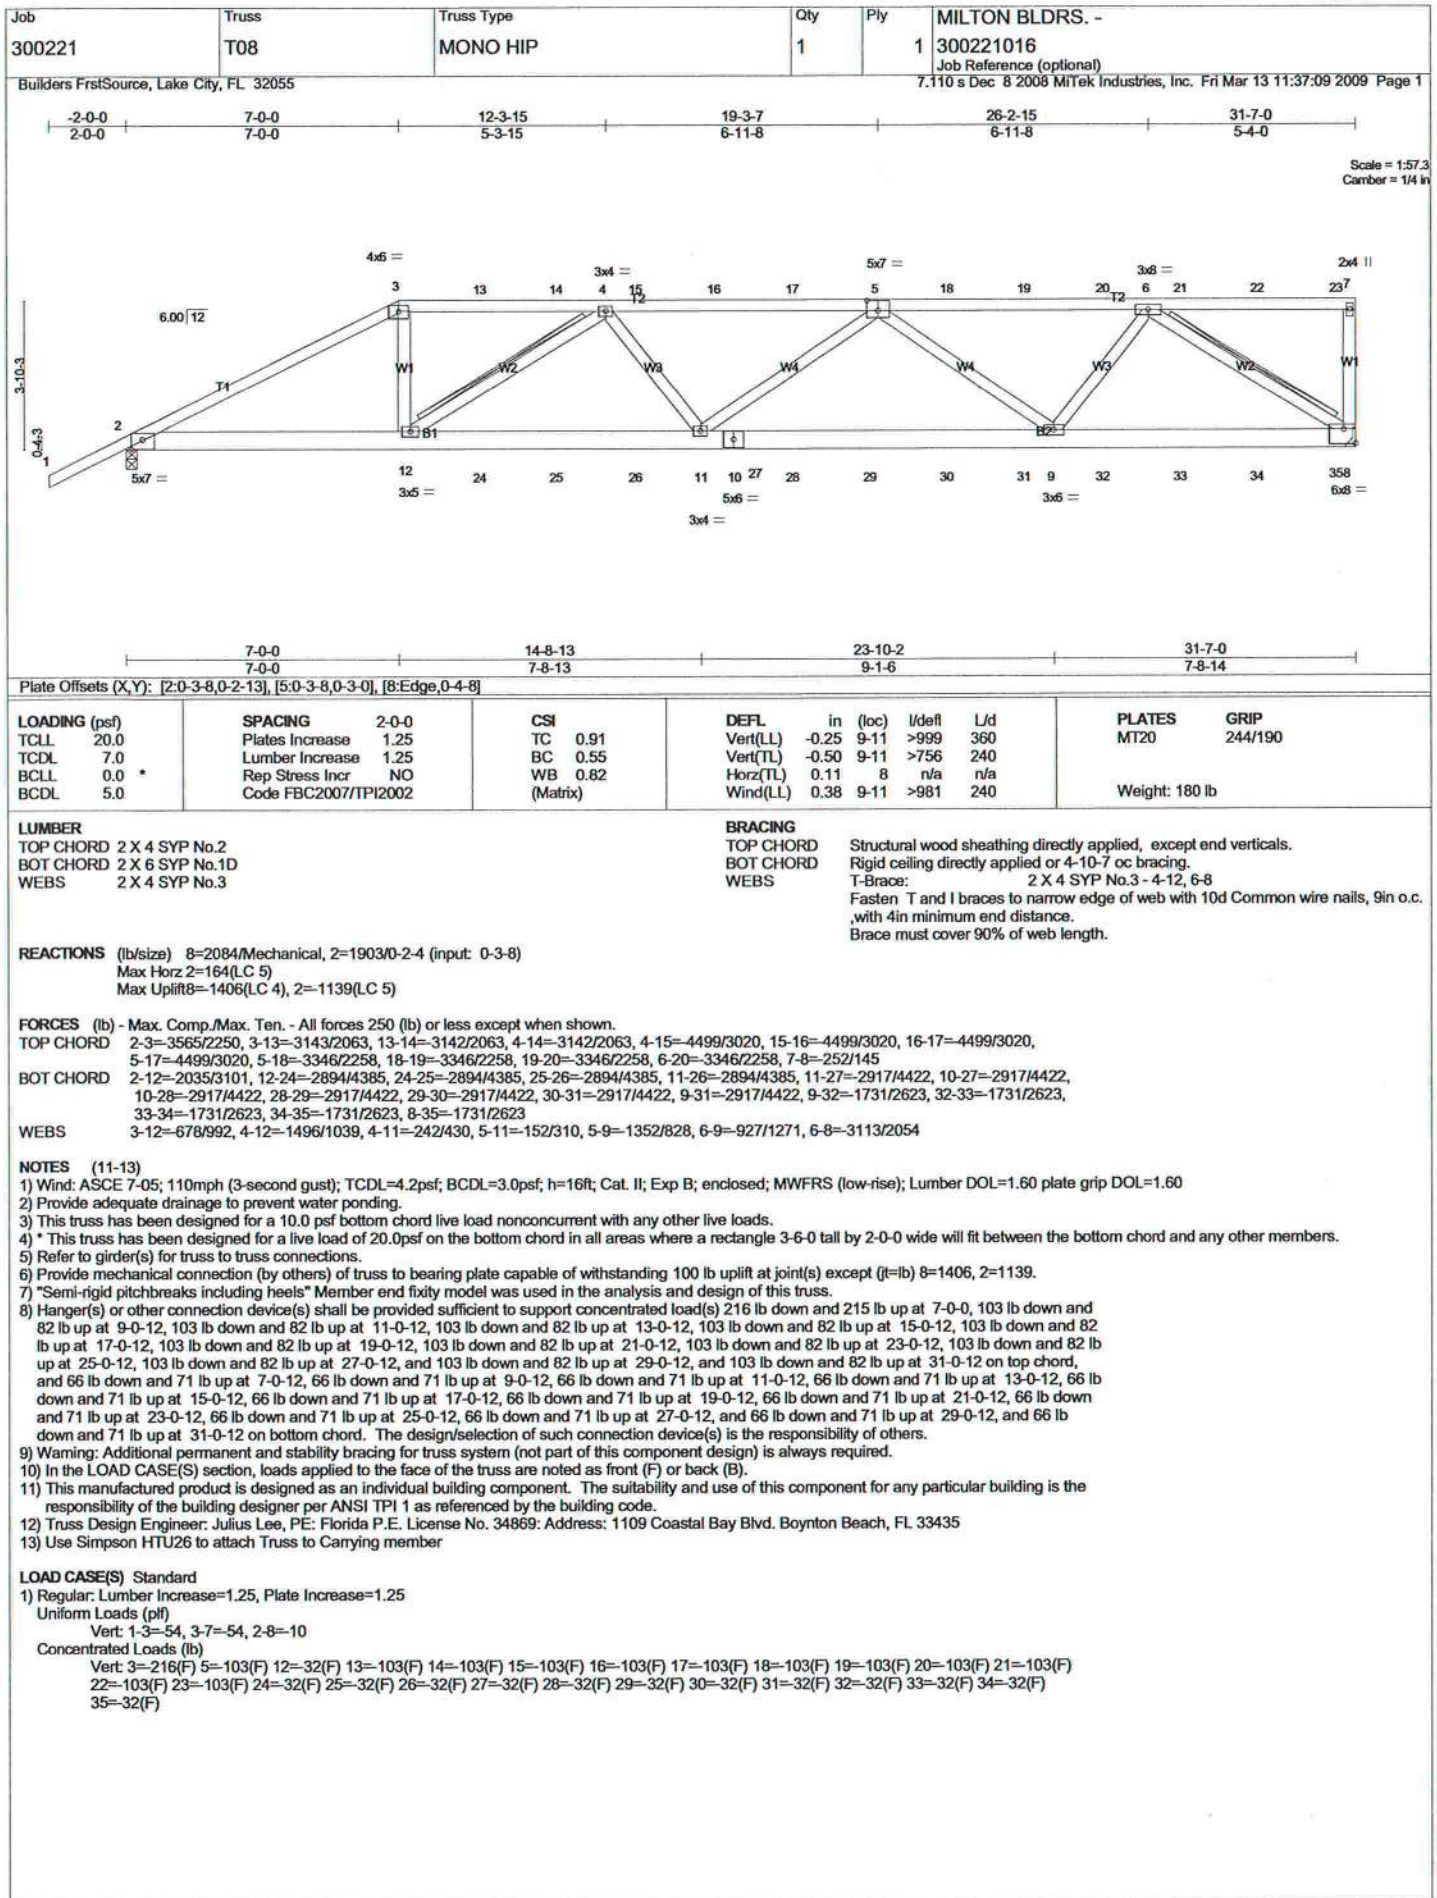 Job Truss Truss Type Qty Ply MILTON BLDRS. -
300221 T08 MONO HIP 1 1 300221016
Job Reference (optional)
Builders FrstSource, Lake City, FL 32055 7.110 s Dec 8 2008 MiTek Industries, Inc. Fri Mar 13 11:37:09 2009 Page 1
-2-0-0 7-0-0 12-3-15 19-3-7 26-2-15 31-7-0
2-0-0 7-0-0 5-3-15 6-11-8 6-11-8 5-4-0
Scale = 1:57.3
Camber = 1/4 in
4x6 = 3x4 = 5x7 = 3x8 = 2x4 II
3 13 14 4 15 16 17 5 18 19 20 6 21 22 23 7
T2 T2
6.00 12
3-10-3
0-4-3
T1 W1 W2 W3 W4 W4 W3 W2 W1
2 B1 B2
1
5x7 =
12 24 25 26 11 10 27 28 29 30 31 9 32 33 34 358
3x5 = 5x6 = 3x6 = 6x8 =
3x4 =
7-0-0 14-8-13 23-10-2 31-7-0
7-0-0 7-8-13 9-1-6 7-8-14
Plate Offsets (X,Y): [2:0-3-8,0-2-13], [5:0-3-8,0-3-0], [8:Edge,0-4-8]
LOADING (psf) SPACING 2-0-0 CSI DEFL in (loc) l/defl L/d PLATES GRIP
TCLL 20.0 Plates Increase 1.25 TC 0.91 Vert(LL) -0.25 9-11 >999 360 MT20 244/190
TCDL 7.0 Lumber Increase 1.25 BC 0.55 Vert(TL) -0.50 9-11 >756 240
BCLL 0.0 * Rep Stress Incr NO WB 0.82 Horz(TL) 0.11 8 n/a n/a
BCDL 5.0 Code FBC2007/TPI2002 (Matrix) Wind(LL) 0.38 9-11 >981 240 Weight: 180 lb
LUMBER BRACING
TOP CHORD 2 X 4 SYP No.2 TOP CHORD Structural wood sheathing directly applied, except end verticals.
BOT CHORD 2 X 6 SYP No.1D BOT CHORD Rigid ceiling directly applied or 4-10-7 oc bracing.
WEBS 2 X 4 SYP No.3 WEBS T-Brace: 2 X 4 SYP No.3 - 4-12, 6-8
Fasten T and I braces to narrow edge of web with 10d Common wire nails, 9in o.c.
,with 4in minimum end distance.
Brace must cover 90% of web length.
REACTIONS (lb/size) 8=2084/Mechanical, 2=1903/0-2-4 (input: 0-3-8)
Max Horz 2=164(LC 5)
Max Uplift8=-1406(LC 4), 2=-1139(LC 5)
FORCES (lb) - Max. Comp./Max. Ten. - All forces 250 (lb) or less except when shown.
TOP CHORD 2-3=-3565/2250, 3-13=-3143/2063, 13-14=-3142/2063, 4-14=-3142/2063, 4-15=-4499/3020, 15-16=-4499/3020, 16-17=-4499/3020,
5-17=-4499/3020, 5-18=-3346/2258, 18-19=-3346/2258, 19-20=-3346/2258, 6-20=-3346/2258, 7-8=-252/145
BOT CHORD 2-12=-2035/3101, 12-24=-2894/4385, 24-25=-2894/4385, 25-26=-2894/4385, 11-26=-2894/4385, 11-27=-2917/4422, 10-27=-2917/4422,
10-28=-2917/4422, 28-29=-2917/4422, 29-30=-2917/4422, 30-31=-2917/4422, 9-31=-2917/4422, 9-32=-1731/2623, 32-33=-1731/2623,
33-34=-1731/2623, 34-35=-1731/2623, 8-35=-1731/2623
WEBS 3-12=-678/992, 4-12=-1496/1039, 4-11=-242/430, 5-11=-152/310, 5-9=-1352/828, 6-9=-927/1271, 6-8=-3113/2054
NOTES (11-13)
1) Wind: ASCE 7-05; 110mph (3-second gust); TCDL=4.2psf; BCDL=3.0psf; h=16ft; Cat. II; Exp B; enclosed; MWFRS (low-rise); Lumber DOL=1.60 plate grip DOL=1.60
2) Provide adequate drainage to prevent water ponding.
3) This truss has been designed for a 10.0 psf bottom chord live load nonconcurrent with any other live loads.
4) * This truss has been designed for a live load of 20.0psf on the bottom chord in all areas where a rectangle 3-6-0 tall by 2-0-0 wide will fit between the bottom chord and any other members.
5) Refer to girder(s) for truss to truss connections.
6) Provide mechanical connection (by others) of truss to bearing plate capable of withstanding 100 lb uplift at joint(s) except (jt=lb) 8=1406, 2=1139.
7) "Semi-rigid pitchbreaks including heels" Member end fixity model was used in the analysis and design of this truss.
8) Hanger(s) or other connection device(s) shall be provided sufficient to support concentrated load(s) 216 lb down and 215 lb up at 7-0-0, 103 lb down and
82 lb up at 9-0-12, 103 lb down and 82 lb up at 11-0-12, 103 lb down and 82 lb up at 13-0-12, 103 lb down and 82 lb up at 15-0-12, 103 lb down and 82
lb up at 17-0-12, 103 lb down and 82 lb up at 19-0-12, 103 lb down and 82 lb up at 21-0-12, 103 lb down and 82 lb up at 23-0-12, 103 lb down and 82 lb
up at 25-0-12, 103 lb down and 82 lb up at 27-0-12, and 103 lb down and 82 lb up at 29-0-12, and 103 lb down and 82 lb up at 31-0-12 on top chord,
and 66 lb down and 71 lb up at 7-0-12, 66 lb down and 71 lb up at 9-0-12, 66 lb down and 71 lb up at 11-0-12, 66 lb down and 71 lb up at 13-0-12, 66 lb
down and 71 lb up at 15-0-12, 66 lb down and 71 lb up at 17-0-12, 66 lb down and 71 lb up at 19-0-12, 66 lb down and 71 lb up at 21-0-12, 66 lb down
and 71 lb up at 23-0-12, 66 lb down and 71 lb up at 25-0-12, 66 lb down and 71 lb up at 27-0-12, and 66 lb down and 71 lb up at 29-0-12, and 66 lb
down and 71 lb up at 31-0-12 on bottom chord. The design/selection of such connection device(s) is the responsibility of others.
9) Warning: Additional permanent and stability bracing for truss system (not part of this component design) is always required.
10) In the LOAD CASE(S) section, loads applied to the face of the truss are noted as front (F) or back (B).
11) This manufactured product is designed as an individual building component. The suitability and use of this component for any particular building is the
responsibility of the building designer per ANSI TPI 1 as referenced by the building code.
12) Truss Design Engineer: Julius Lee, PE: Florida P.E. License No. 34869: Address: 1109 Coastal Bay Blvd. Boynton Beach, FL 33435
13) Use Simpson HTU26 to attach Truss to Carrying member
LOAD CASE(S) Standard
1) Regular: Lumber Increase=1.25, Plate Increase=1.25
Uniform Loads (plf)
Vert: 1-3=-54, 3-7=-54, 2-8=-10
Concentrated Loads (lb)
Vert: 3=-216(F) 5=-103(F) 12=-32(F) 13=-103(F) 14=-103(F) 15=-103(F) 16=-103(F) 17=-103(F) 18=-103(F) 19=-103(F) 20=-103(F) 21=-103(F)
22=-103(F) 23=-103(F) 24=-32(F) 25=-32(F) 26=-32(F) 27=-32(F) 28=-32(F) 29=-32(F) 30=-32(F) 31=-32(F) 32=-32(F) 33=-32(F) 34=-32(F)
35=-32(F)